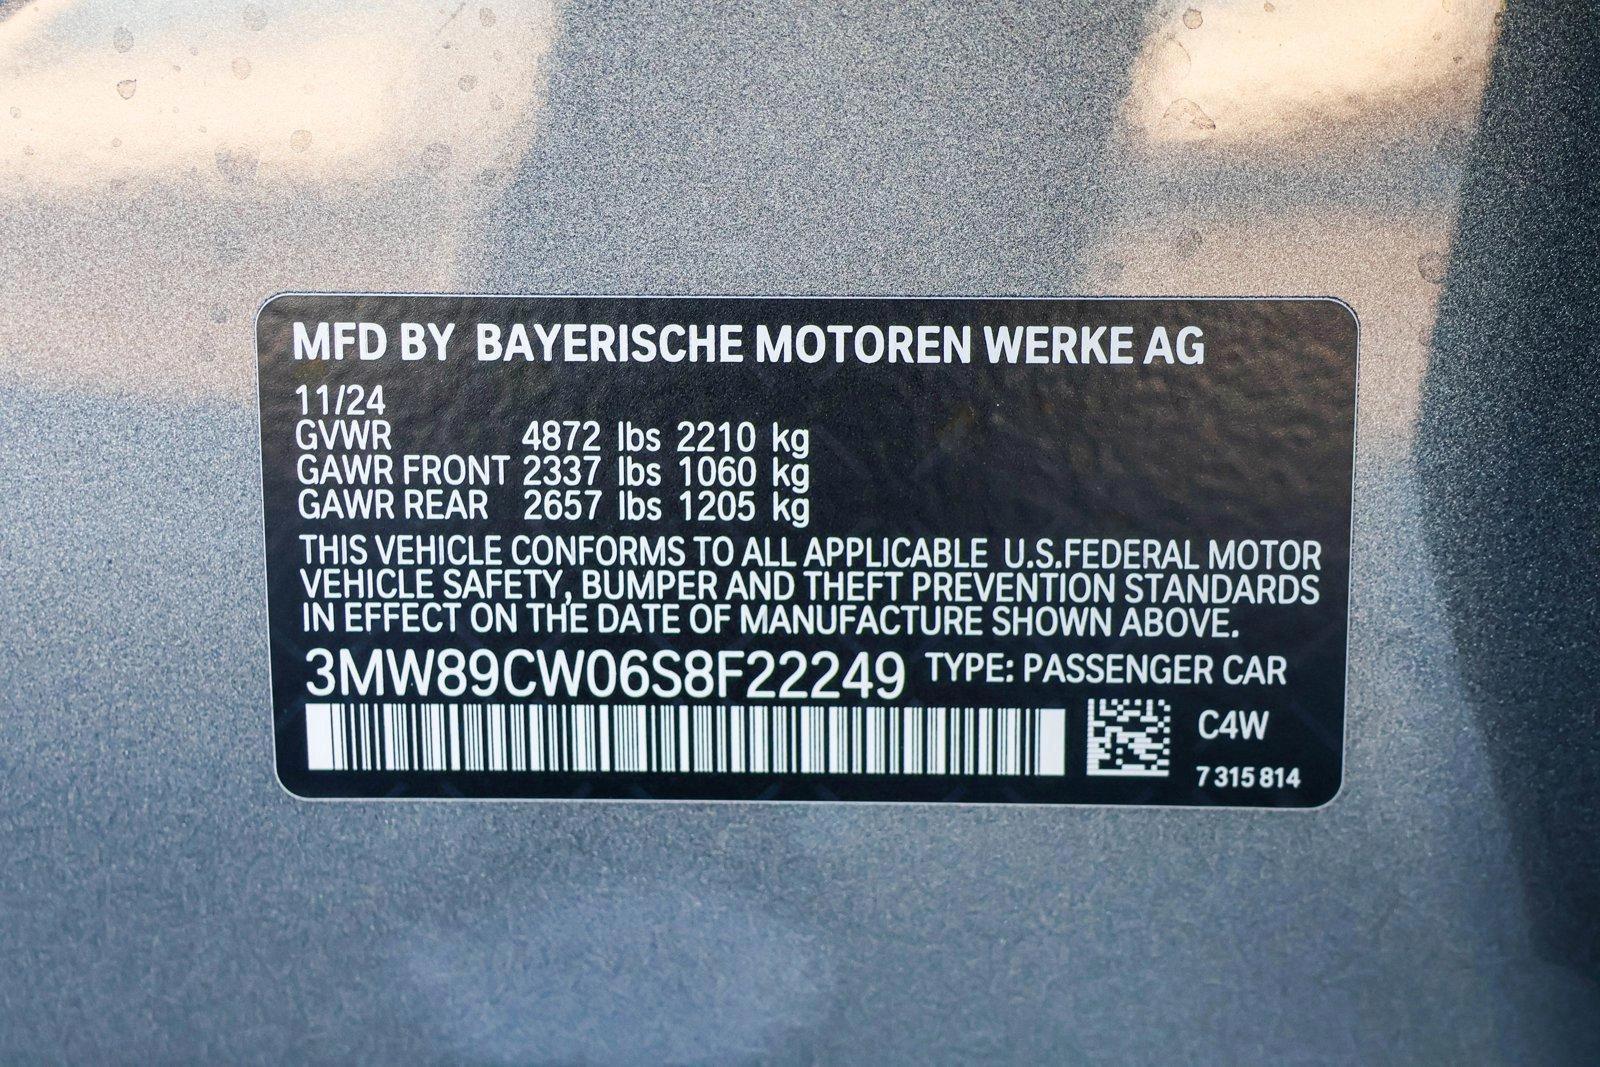 MFD BY BAYERISCHE MOTOREN WERKE AG
11/24
GVWR 4872 lbs 2210 kg
GAWR FRONT 2337 lbs 1060 kg
GAWR REAR 2657 lbs 1205 kg
THIS VEHICLE CONFORMS TO ALL APPLICABLE U.S.FEDERAL MOTOR
VEHICLE SAFETY, BUMPER AND THEFT PREVENTION STANDARDS
IN EFFECT ON THE DATE OF MANUFACTURE SHOWN ABOVE.
3MW89CW06S8F22249 TYPE: PASSENGER CAR
C4W
7 315 814